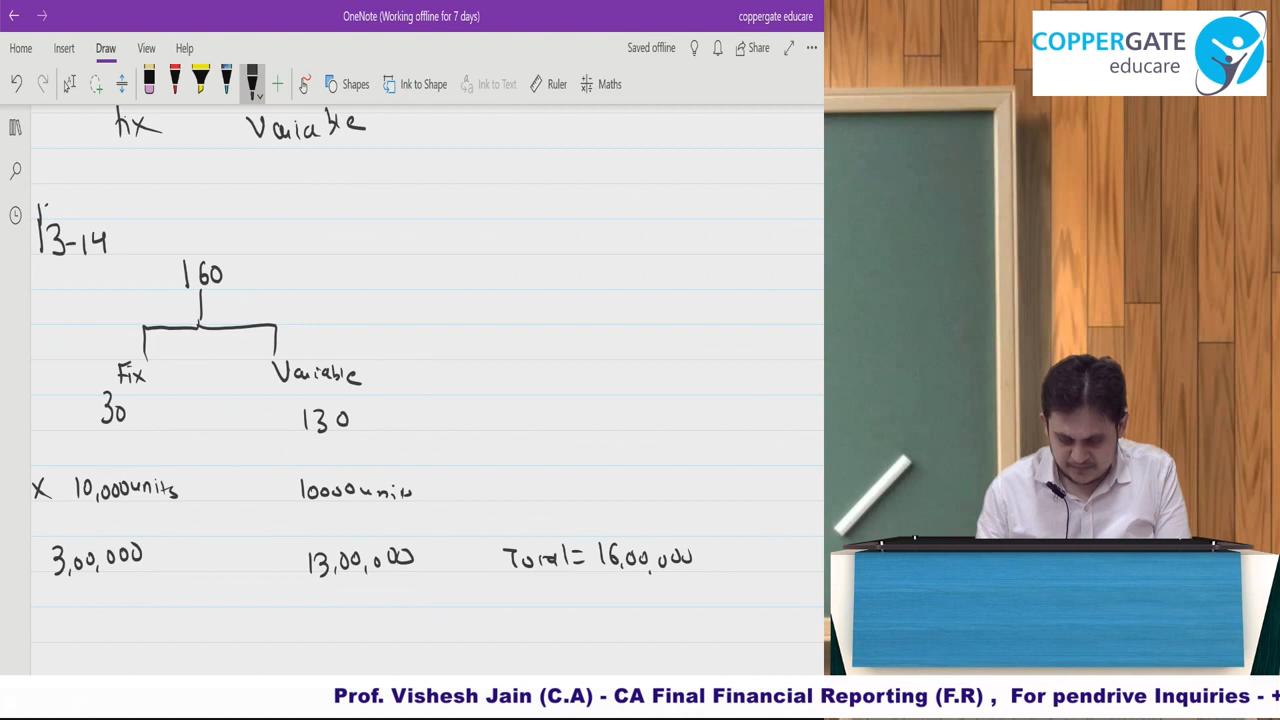 OneNote (Working offline for 7 days)
coppergate educare
Home Insert Draw View Help
Saved offline
Share
Shapes
Ink to Shape
Ink to Text
Ruler
Maths
COPPERGATE
educare
fix Variable
13-14
160
Fix Variable
30 130
X 10,000units 10000units
3,00,000 13,00,000 Total= 16,00,000
Prof. Vishesh Jain (C.A) - CA Final Financial Reporting (F.R) , For pendrive Inquiries - +